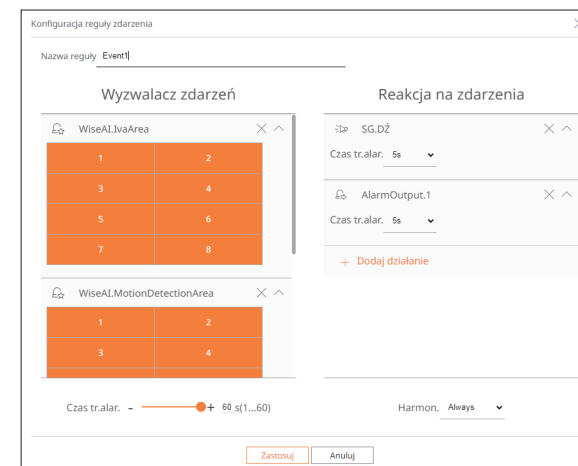 Konfiguracja reguły zdarzenia
Nazwa reguły Event1
Wyzwalacz zdarzeń
WiseAI.IvaArea
1 2
3 4
5 6
7 8
WiseAI.MotionDetectionArea
1 2
3 4
Czas tr.alar. - + 60 s(1...60)
Reakcja na zdarzenia
SG.DŹ
Czas tr.alar. 5s
AlarmOutput.1
Czas tr.alar. 5s
+ Dodaj działanie
Harmon. Always
Zastosuj Anuluj